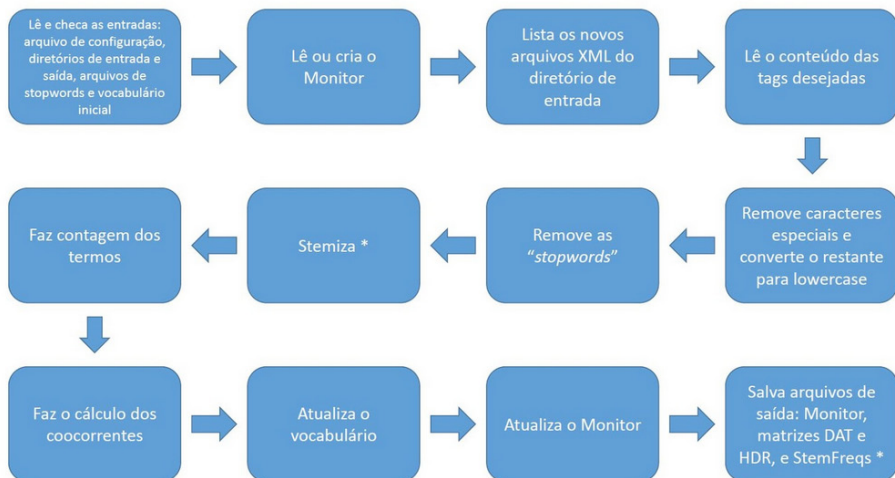 Lê e checa as entradas:
arquivo de configuração,
diretórios de entrada e
saída, arquivos de
stopwords e vocabulário
inicial
Lê ou cria o
Monitor
Lista os novos
arquivos XML do
diretório de
entrada
Lê o conteúdo das
tags desejadas
Remove caracteres
especiais e
converte o restante
para lowercase
Remove as
“stopwords”
Stemiza *
Faz contagem dos
termos
Faz o cálculo dos
coocorrentes
Atualiza o
vocabulário
Atualiza o Monitor
Salva arquivos de
saída: Monitor,
matrizes DAT e
HDR, e StemFreqs *